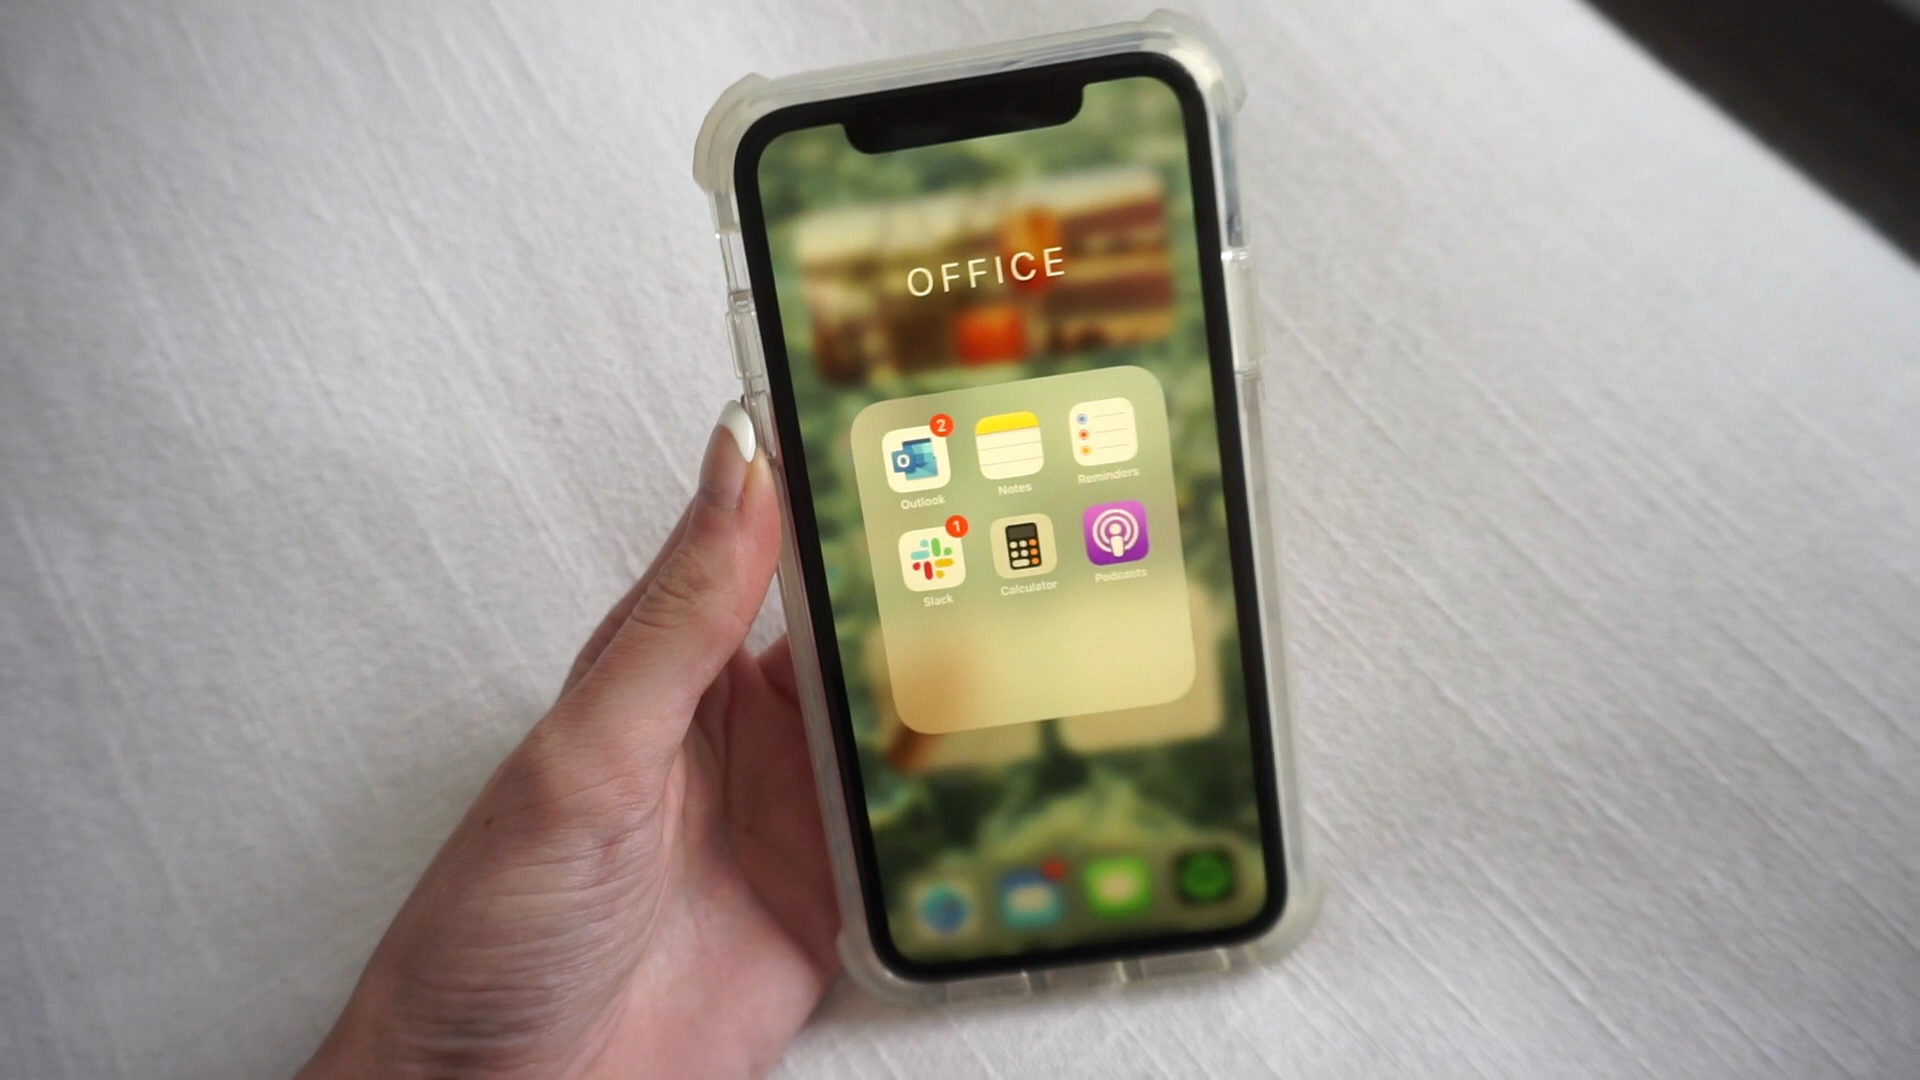 OFFICE
2
Outlook
Notes
Reminders
1
Slack
Calculator
Podcasts